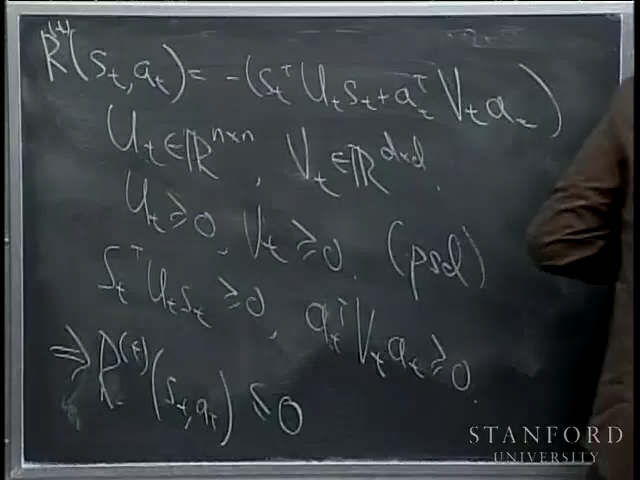 R^(t)(s_t, a_t) = -(s_t^T U_t s_t + a_t^T V_t a_t)
U_t ∈ ℝ^{n×n}, V_t ∈ ℝ^{d×d}.
U_t ≥ 0, V_t ≥ 0. (psd)
s_t^T U_t s_t ≥ 0, a_t^T V_t a_t ≥ 0.
⇒ R^(t)(s_t, a_t) ≤ 0
STANFORD
UNIVERSITY